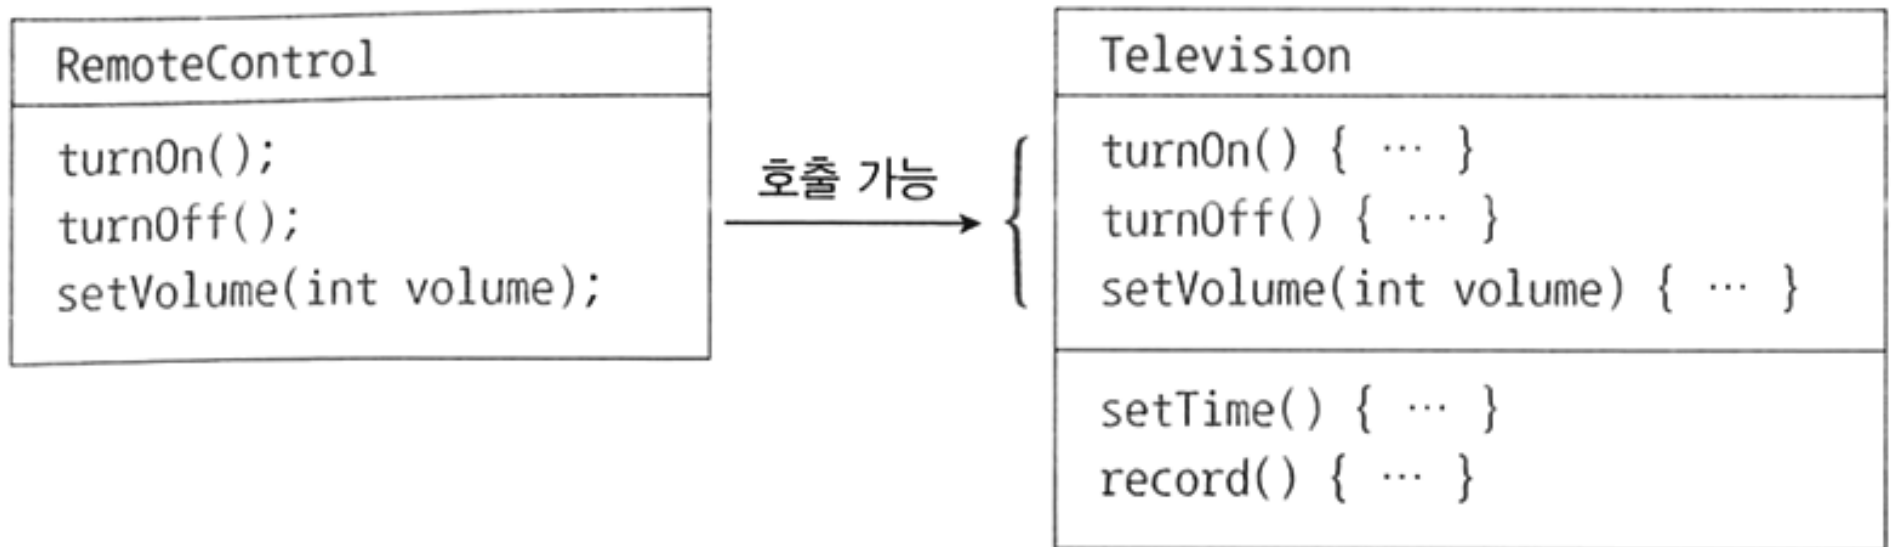 RemoteControl
turnOn();
turnOff();
setVolume(int volume);
호출 가능
Television
turnOn() { ··· }
turnOff() { ··· }
setVolume(int volume) { ··· }
setTime() { ··· }
record() { ··· }